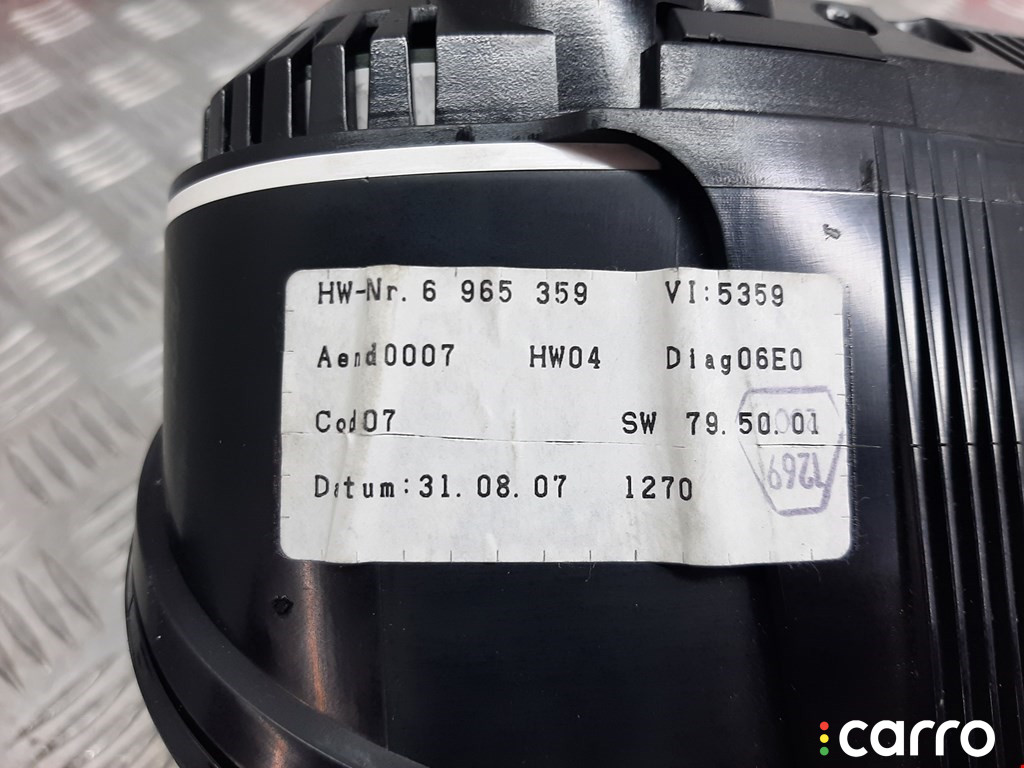 HW-Nr. 6 965 359 VI:5359
Aend0007 HW04 Diag06E0
Cod07 SW 79.50.01
Datum:31.08.07 1270
1269
carro